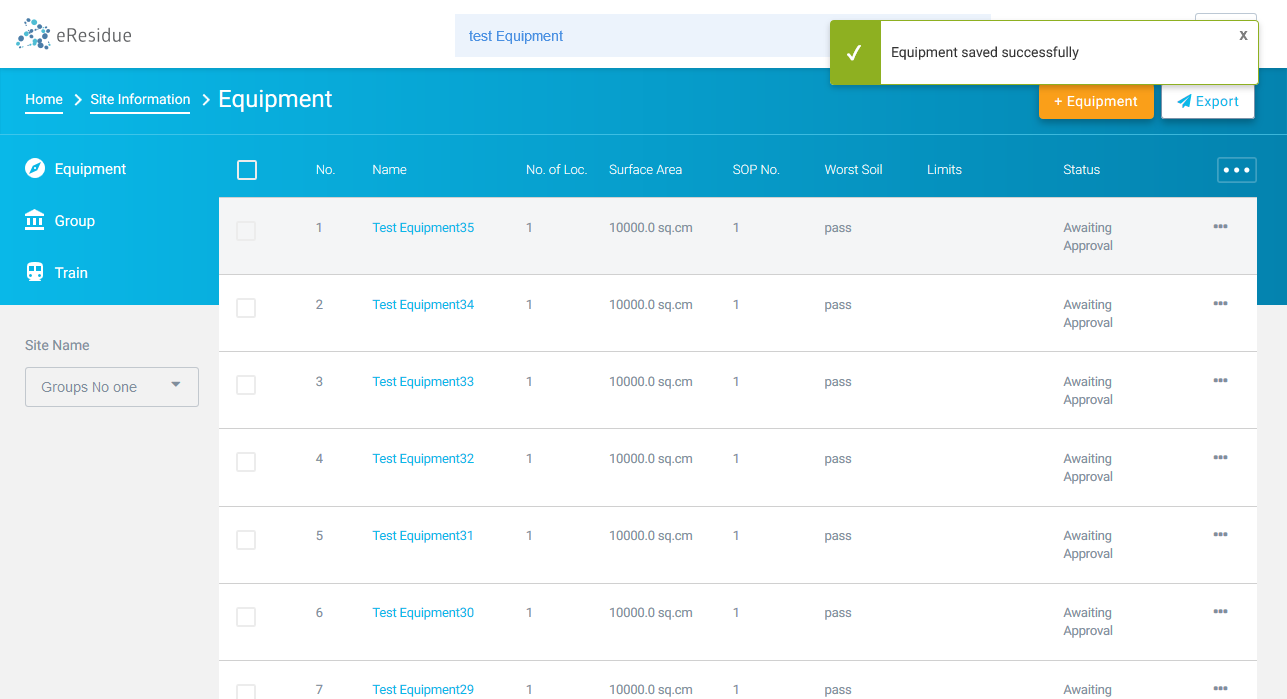 eResidue
test Equipment
Equipment saved successfully
x
Home
Site Information
Equipment
+ Equipment
Export
Equipment
Group
Train
Site Name
Groups No one
No. Name No. of Loc. Surface Area SOP No. Worst Soil Limits Status
1 Test Equipment35 1 10000.0 sq.cm 1 pass Awaiting
Approval
2 Test Equipment34 1 10000.0 sq.cm 1 pass Awaiting
Approval
3 Test Equipment33 1 10000.0 sq.cm 1 pass Awaiting
Approval
4 Test Equipment32 1 10000.0 sq.cm 1 pass Awaiting
Approval
5 Test Equipment31 1 10000.0 sq.cm 1 pass Awaiting
Approval
6 Test Equipment30 1 10000.0 sq.cm 1 pass Awaiting
Approval
7 Test Equipment29 1 10000.0 sq.cm 1 pass Awaiting